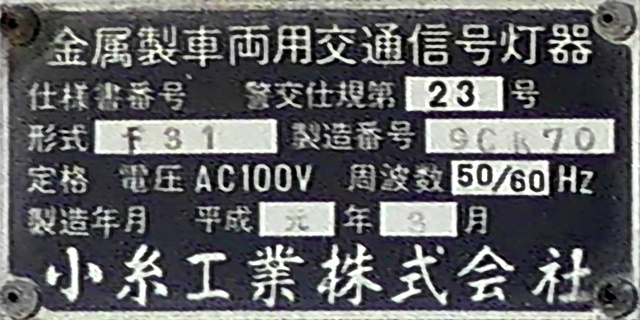 金属製車両用交通信号灯器
仕様書番号 警交仕規第 23 号
形式 F31 製造番号
定格 電圧 AC100V 周波数 50/60 Hz
製造年月 平成 元 年 3 月
小糸工業株式会社